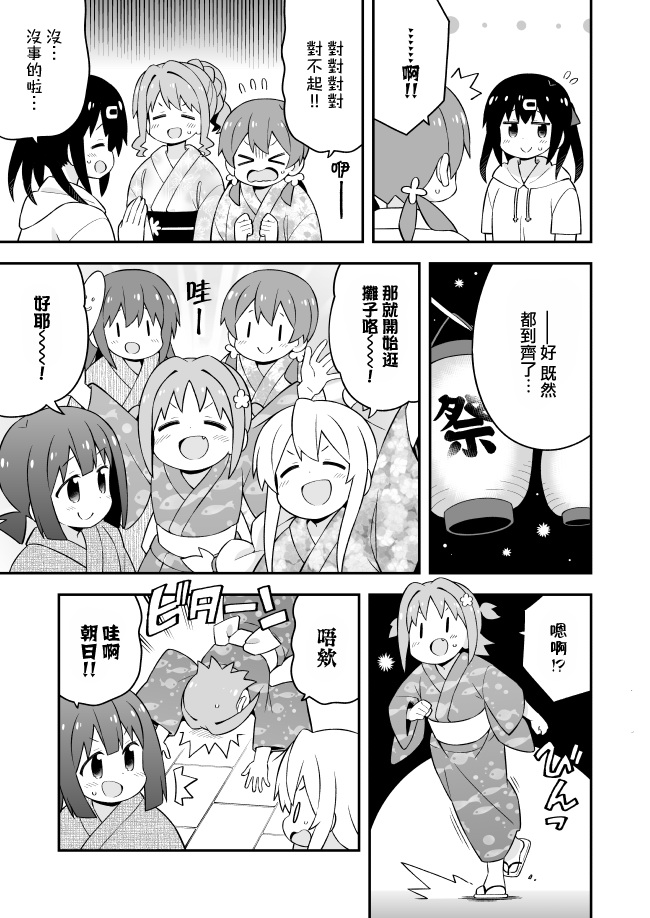 ……啊!!
對對對對
對不起!!
咿—
沒…
沒事的啦…
——好 既然
都到齊了…
祭
那就開始逛
攤子咯〜〜〜!
哇—
好耶〜〜〜!
嗯啊!?
びんっ
唔欸
ビターン!
哇啊
朝日!!